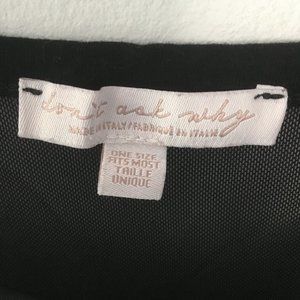 don't ask why
MADE IN ITALY / FABRIQUÉ EN ITALIE
ONE SIZE
FITS MOST
TAILLE
UNIQUE